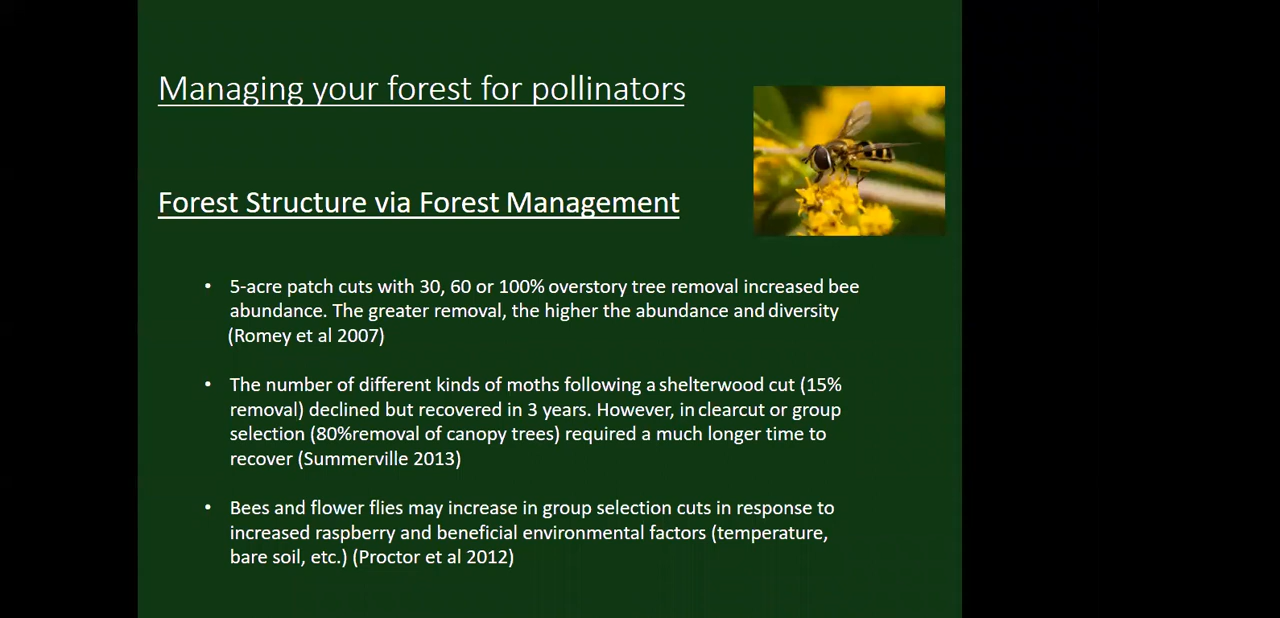 Managing your forest for pollinators
Forest Structure via Forest Management
• 5-acre patch cuts with 30, 60 or 100% overstory tree removal increased bee
abundance. The greater removal, the higher the abundance and diversity
(Romey et al 2007)
• The number of different kinds of moths following a shelterwood cut (15%
removal) declined but recovered in 3 years. However, in clearcut or group
selection (80%removal of canopy trees) required a much longer time to
recover (Summerville 2013)
• Bees and flower flies may increase in group selection cuts in response to
increased raspberry and beneficial environmental factors (temperature,
bare soil, etc.) (Proctor et al 2012)